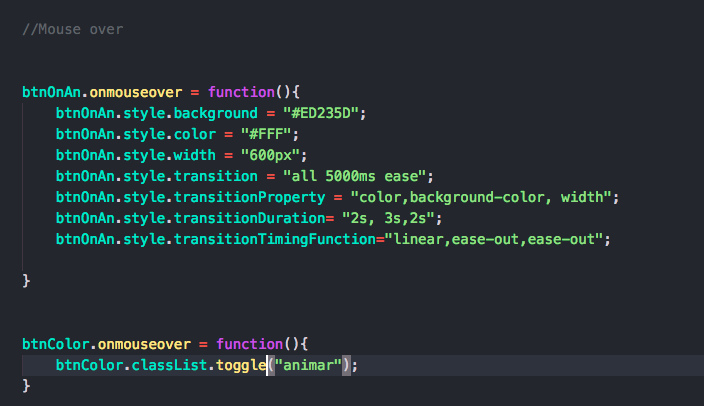 //Mouse over
btnOnAn.onmouseover = function(){
btnOnAn.style.background = "#ED235D";
btnOnAn.style.color = "#FFF";
btnOnAn.style.width = "600px";
btnOnAn.style.transition = "all 5000ms ease";
btnOnAn.style.transitionProperty = "color,background-color, width";
btnOnAn.style.transitionDuration= "2s, 3s,2s";
btnOnAn.style.transitionTimingFunction="linear,ease-out,ease-out";
}
btnColor.onmouseover = function(){
btnColor.classList.toggle("animar");
}